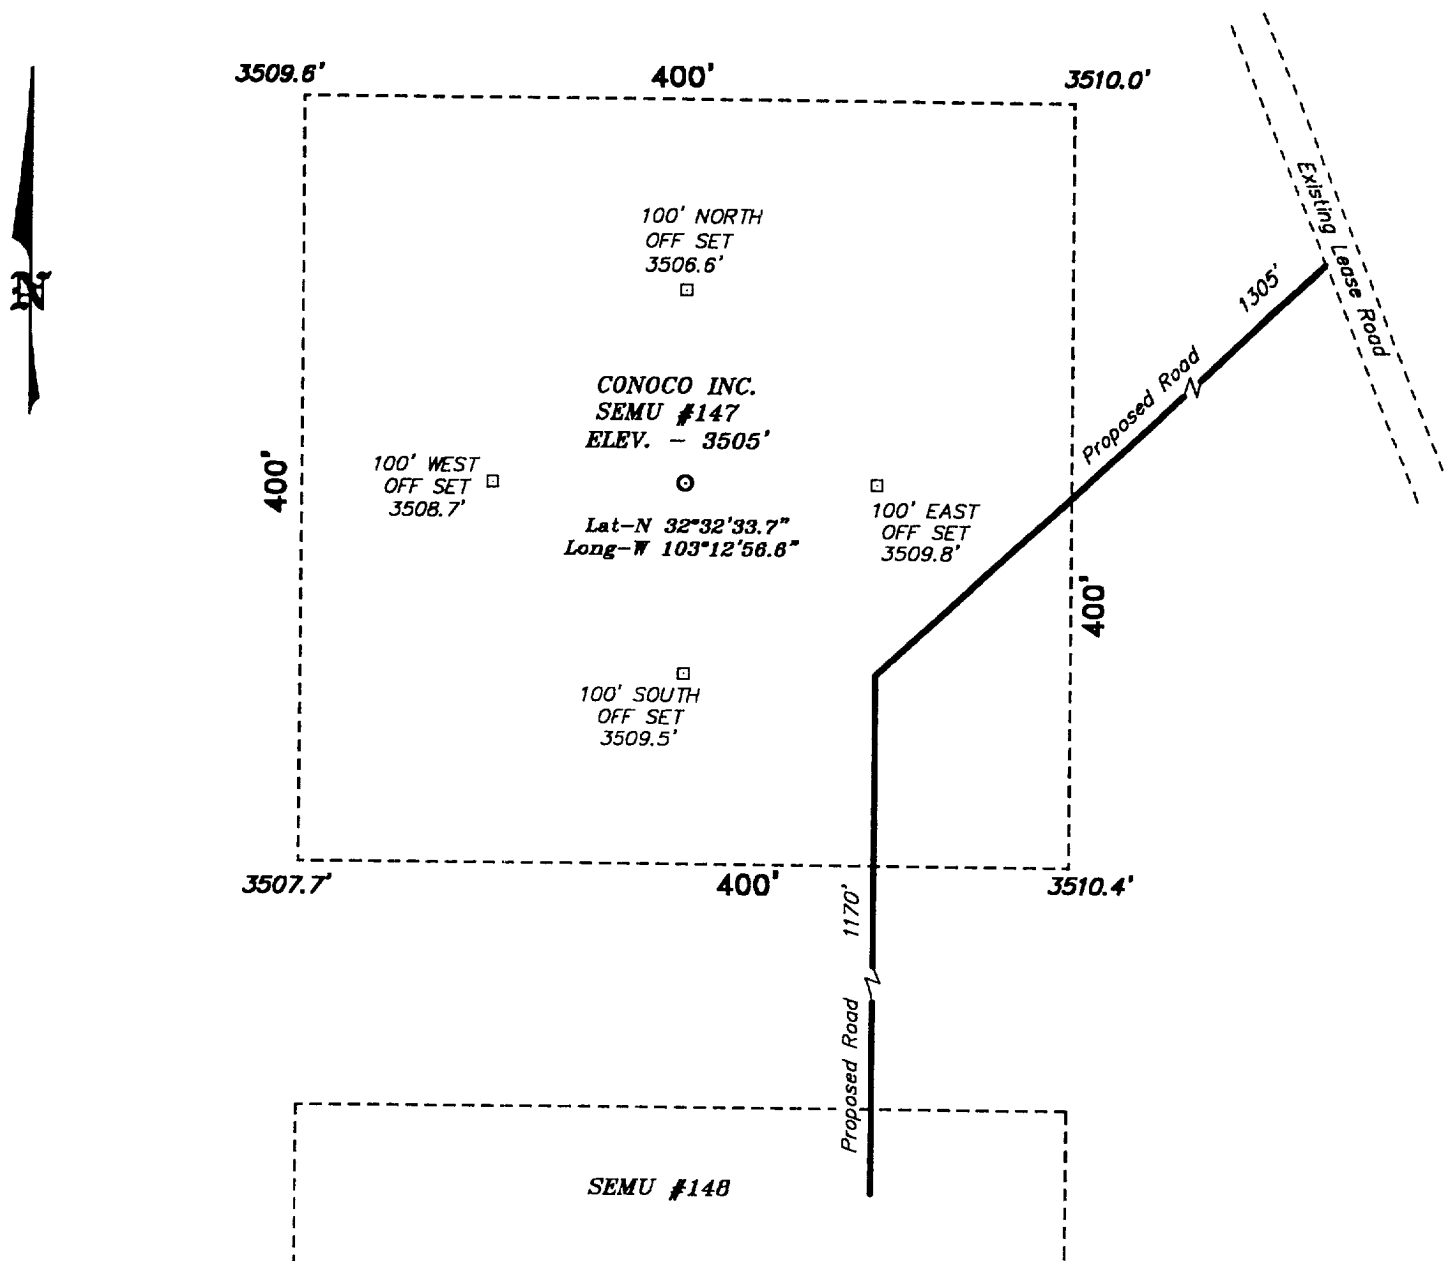 3509.6'
400'
3510.0'
Existing Lease Road
N
100' NORTH
OFF SET
3506.6'
1305'
Proposed Road
CONOCO INC.
SEMU #147
ELEV. - 3505'
400'
100' WEST
OFF SET
3508.7'
100' EAST
OFF SET
3509.8'
Lat-N 32°32'33.7"
Long-W 103°12'56.6"
400'
100' SOUTH
OFF SET
3509.5'
3507.7'
400'
3510.4'
1170'
Proposed Road
SEMU #148